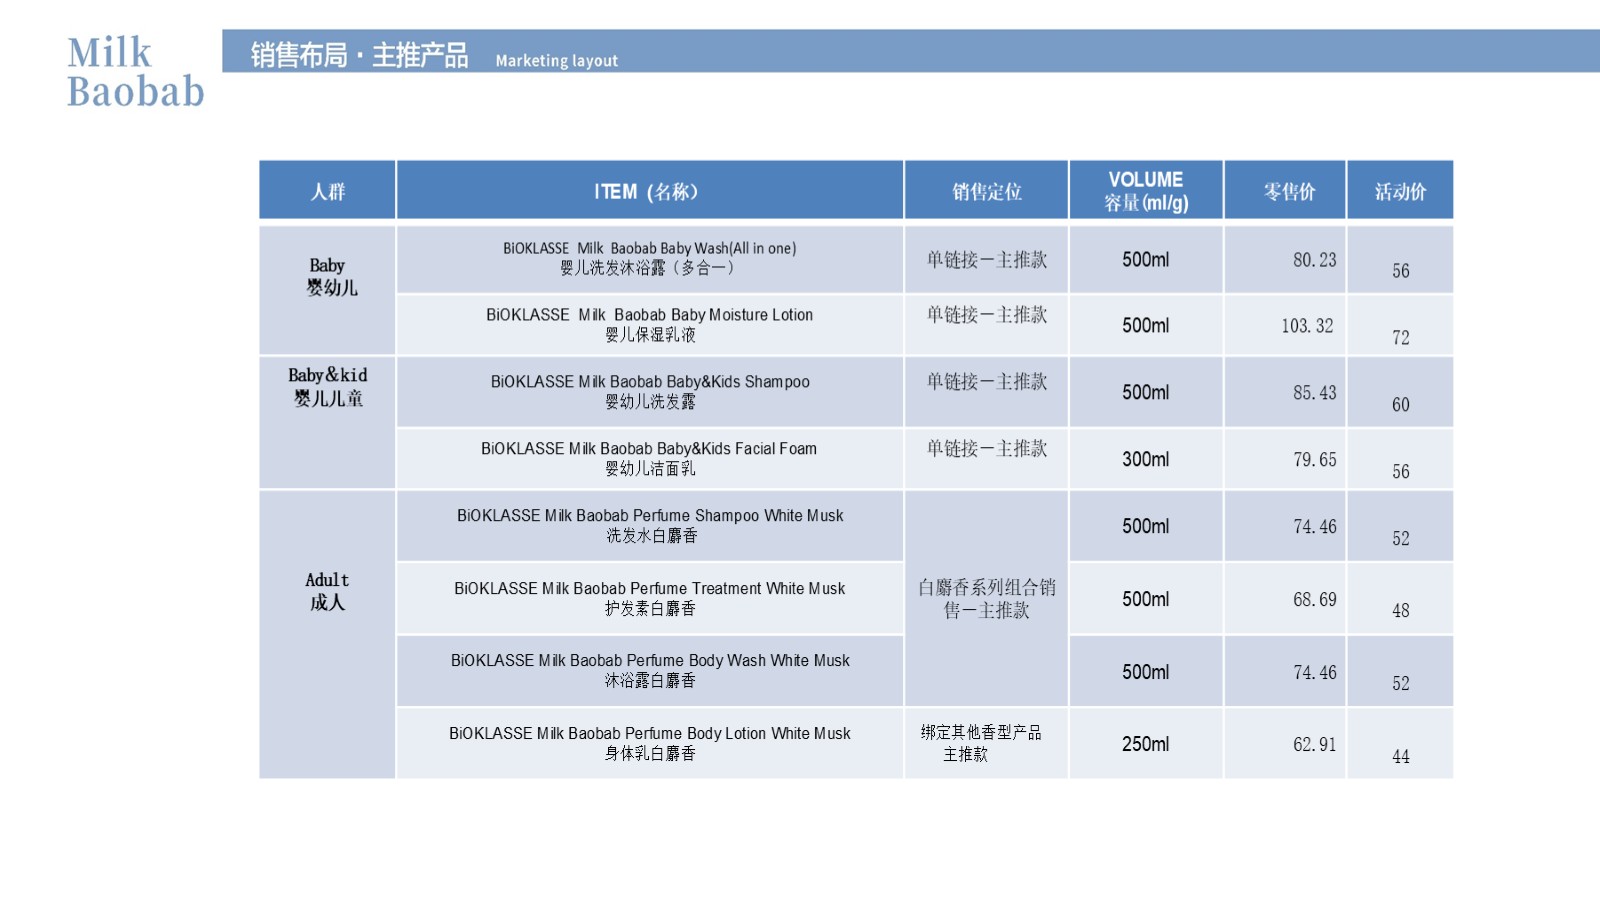 Milk
Baobab
销售布局·主推产品 Marketing layout
人群 ITEM (名称) 销售定位 VOLUME 容量(ml/g) 零售价 活动价
Baby
婴幼儿
BiOKLASSE Milk Baobab Baby Wash(All in one)
婴儿洗发沐浴露（多合一）
单链接－主推款 500ml 80.23 56
BiOKLASSE Milk Baobab Baby Moisture Lotion
婴儿保湿乳液
单链接－主推款 500ml 103.32 72
Baby&kid
婴儿儿童
BiOKLASSE Milk Baobab Baby&Kids Shampoo
婴幼儿洗发露
单链接－主推款 500ml 85.43 60
BiOKLASSE Milk Baobab Baby&Kids Facial Foam
婴幼儿洁面乳
单链接－主推款 300ml 79.65 56
Adult
成人
BiOKLASSE Milk Baobab Perfume Shampoo White Musk
洗发水白麝香
500ml 74.46 52
BiOKLASSE Milk Baobab Perfume Treatment White Musk
护发素白麝香
白麝香系列组合销
售－主推款
500ml 68.69 48
BiOKLASSE Milk Baobab Perfume Body Wash White Musk
沐浴露白麝香
500ml 74.46 52
BiOKLASSE Milk Baobab Perfume Body Lotion White Musk
身体乳白麝香
绑定其他香型产品
主推款
250ml 62.91 44